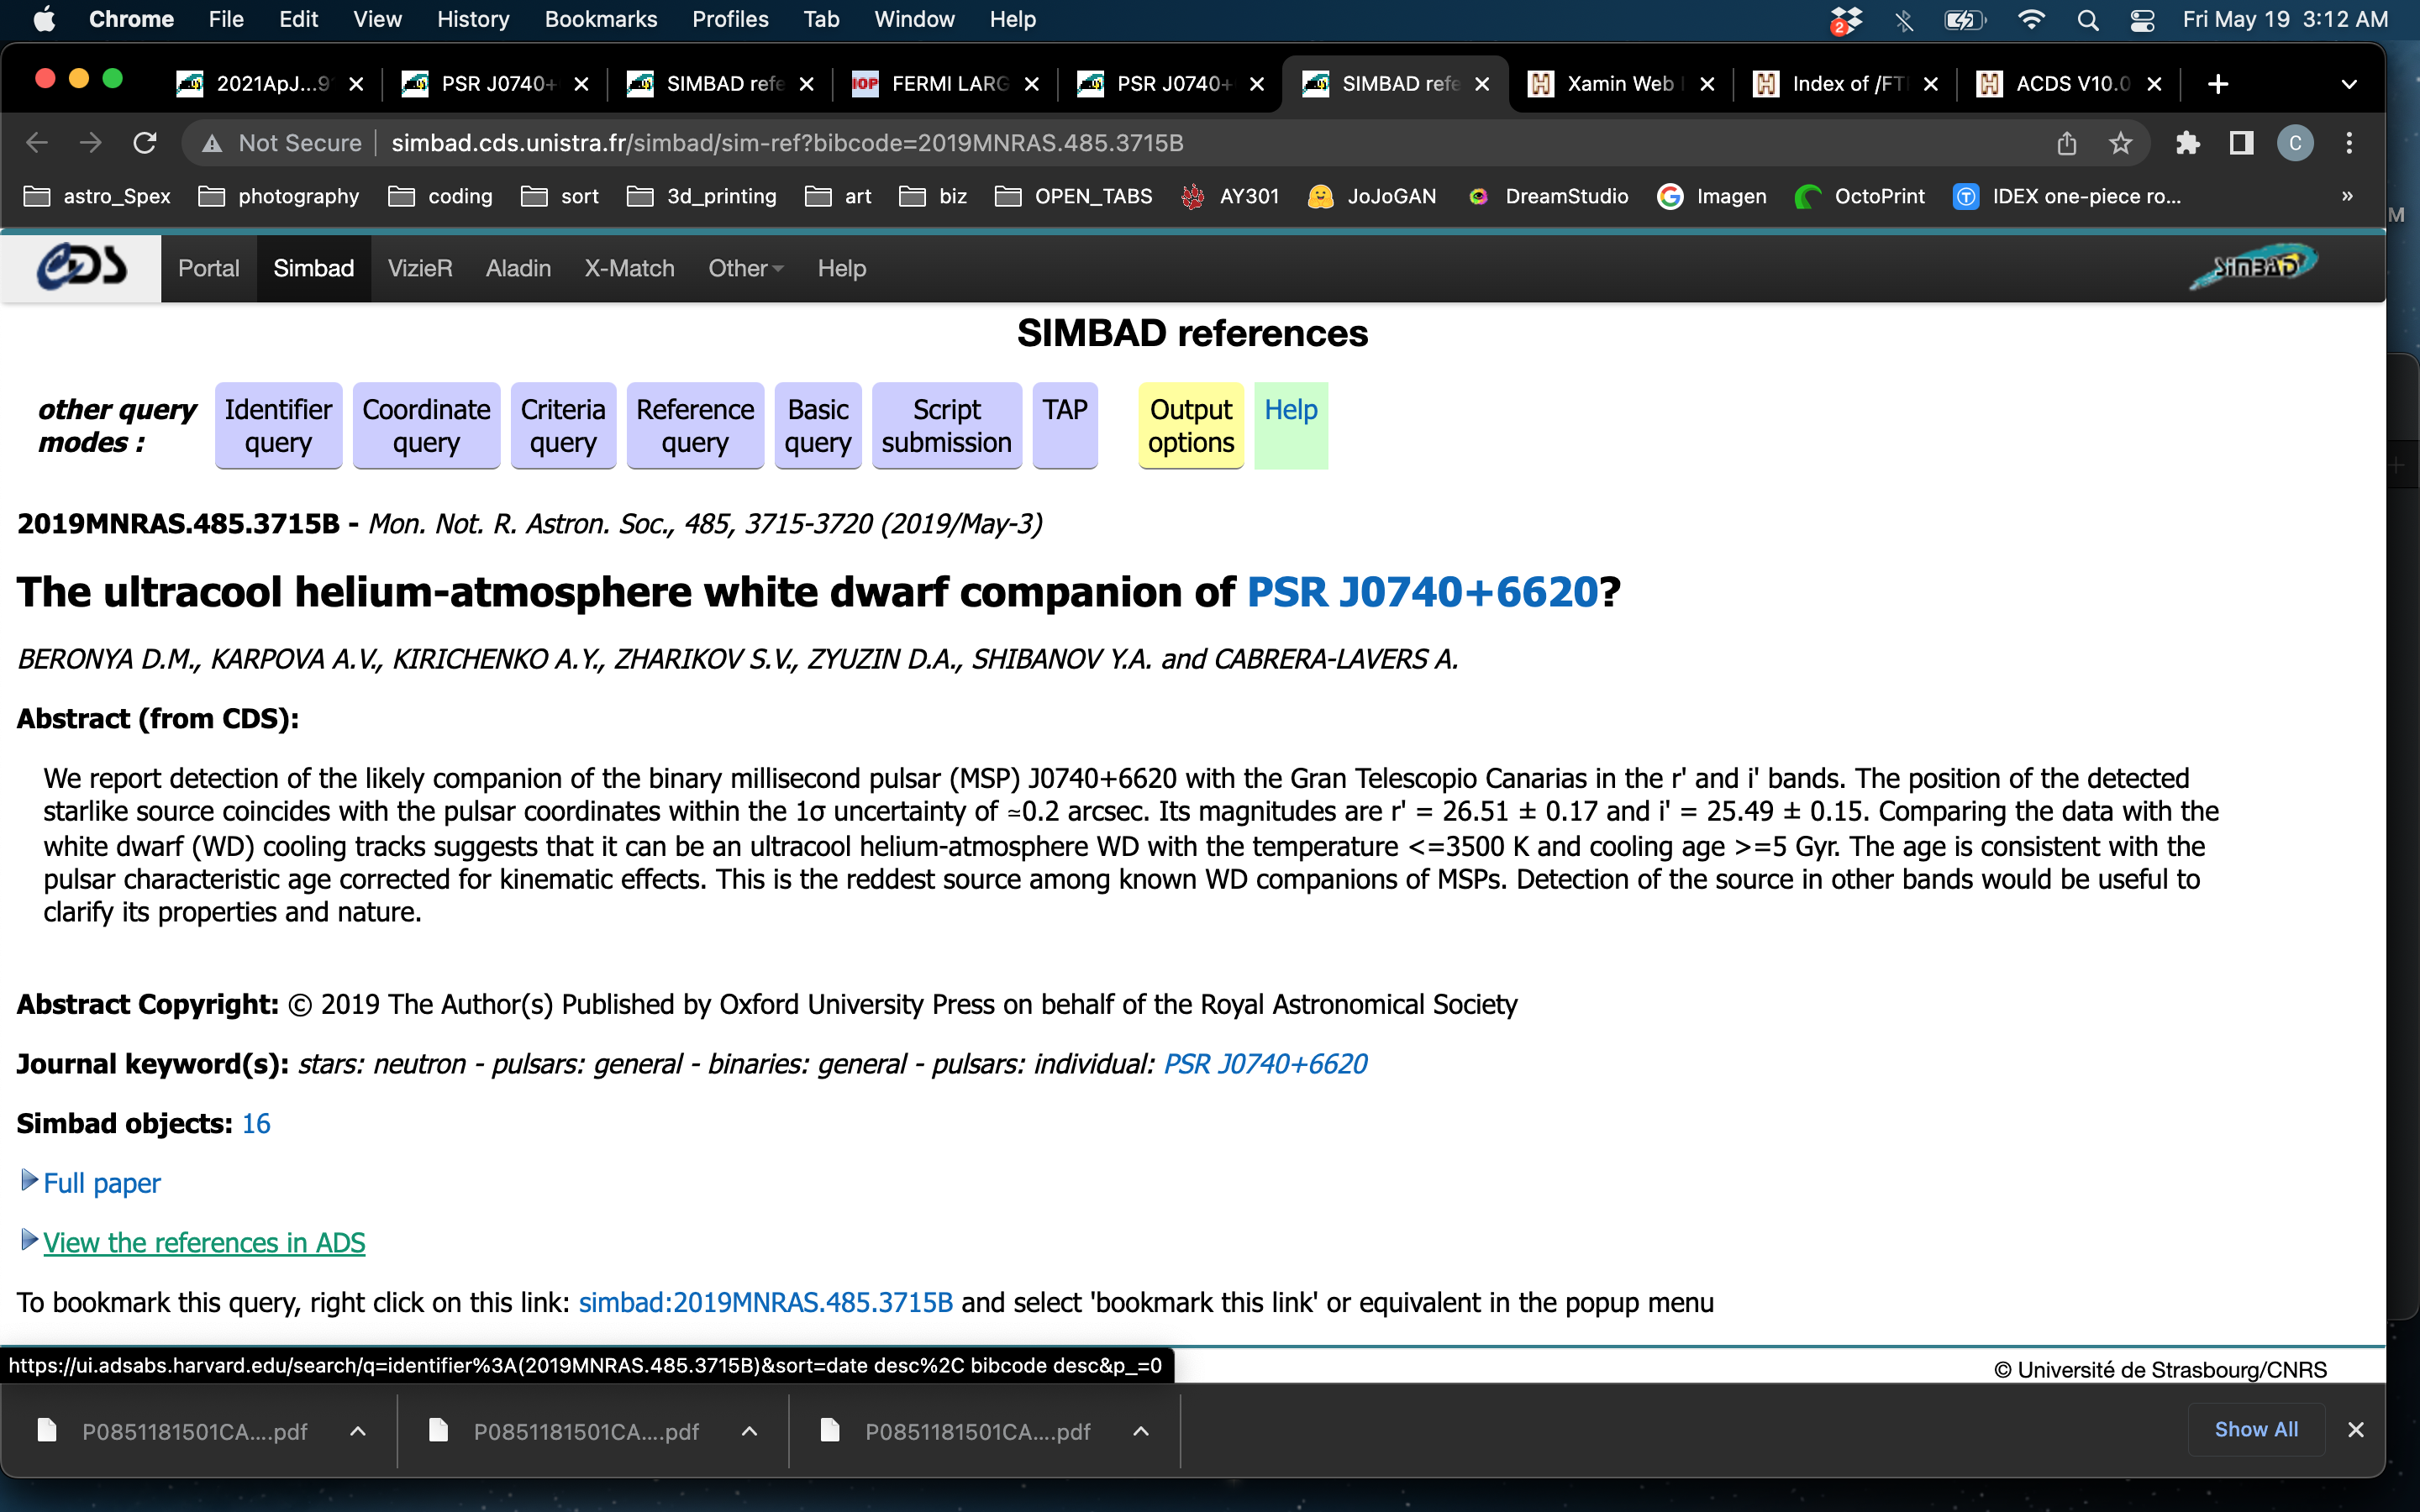 Chrome File Edit View History Bookmarks Profiles Tab Window Help 2 Fri May 19 3:12 AM
2021ApJ...9 PSR J0740+ SIMBAD refe IOP FERMI LARG PSR J0740+ SIMBAD refe Xamin Web Index of /FT ACDS V10.0
Not Secure simbad.cds.unistra.fr/simbad/sim-ref?bibcode=2019MNRAS.485.3715B C
astro_Spex photography coding sort 3d_printing art biz OPEN_TABS AY301 JoJoGAN DreamStudio Imagen OctoPrint IDEX one-piece ro... »
CDS Portal Simbad VizieR Aladin X-Match Other Help SIMBAD
SIMBAD references
other query modes :
Identifier query
Coordinate query
Criteria query
Reference query
Basic query
Script submission
TAP
Output options
Help
2019MNRAS.485.3715B - Mon. Not. R. Astron. Soc., 485, 3715-3720 (2019/May-3)
The ultracool helium-atmosphere white dwarf companion of PSR J0740+6620?
BERONYA D.M., KARPOVA A.V., KIRICHENKO A.Y., ZHARIKOV S.V., ZYUZIN D.A., SHIBANOV Y.A. and CABRERA-LAVERS A.
Abstract (from CDS):
We report detection of the likely companion of the binary millisecond pulsar (MSP) J0740+6620 with the Gran Telescopio Canarias in the r' and i' bands. The position of the detected
starlike source coincides with the pulsar coordinates within the 1σ uncertainty of ≃0.2 arcsec. Its magnitudes are r' = 26.51 ± 0.17 and i' = 25.49 ± 0.15. Comparing the data with the
white dwarf (WD) cooling tracks suggests that it can be an ultracool helium-atmosphere WD with the temperature <=3500 K and cooling age >=5 Gyr. The age is consistent with the
pulsar characteristic age corrected for kinematic effects. This is the reddest source among known WD companions of MSPs. Detection of the source in other bands would be useful to
clarify its properties and nature.
Abstract Copyright: © 2019 The Author(s) Published by Oxford University Press on behalf of the Royal Astronomical Society
Journal keyword(s): stars: neutron - pulsars: general - binaries: general - pulsars: individual: PSR J0740+6620
Simbad objects: 16
Full paper
View the references in ADS
To bookmark this query, right click on this link: simbad:2019MNRAS.485.3715B and select 'bookmark this link' or equivalent in the popup menu
https://ui.adsabs.harvard.edu/search/q=identifier%3A(2019MNRAS.485.3715B)&sort=date desc%2C bibcode desc&p_=0
© Université de Strasbourg/CNRS
P0851181501CA....pdf P0851181501CA....pdf P0851181501CA....pdf Show All